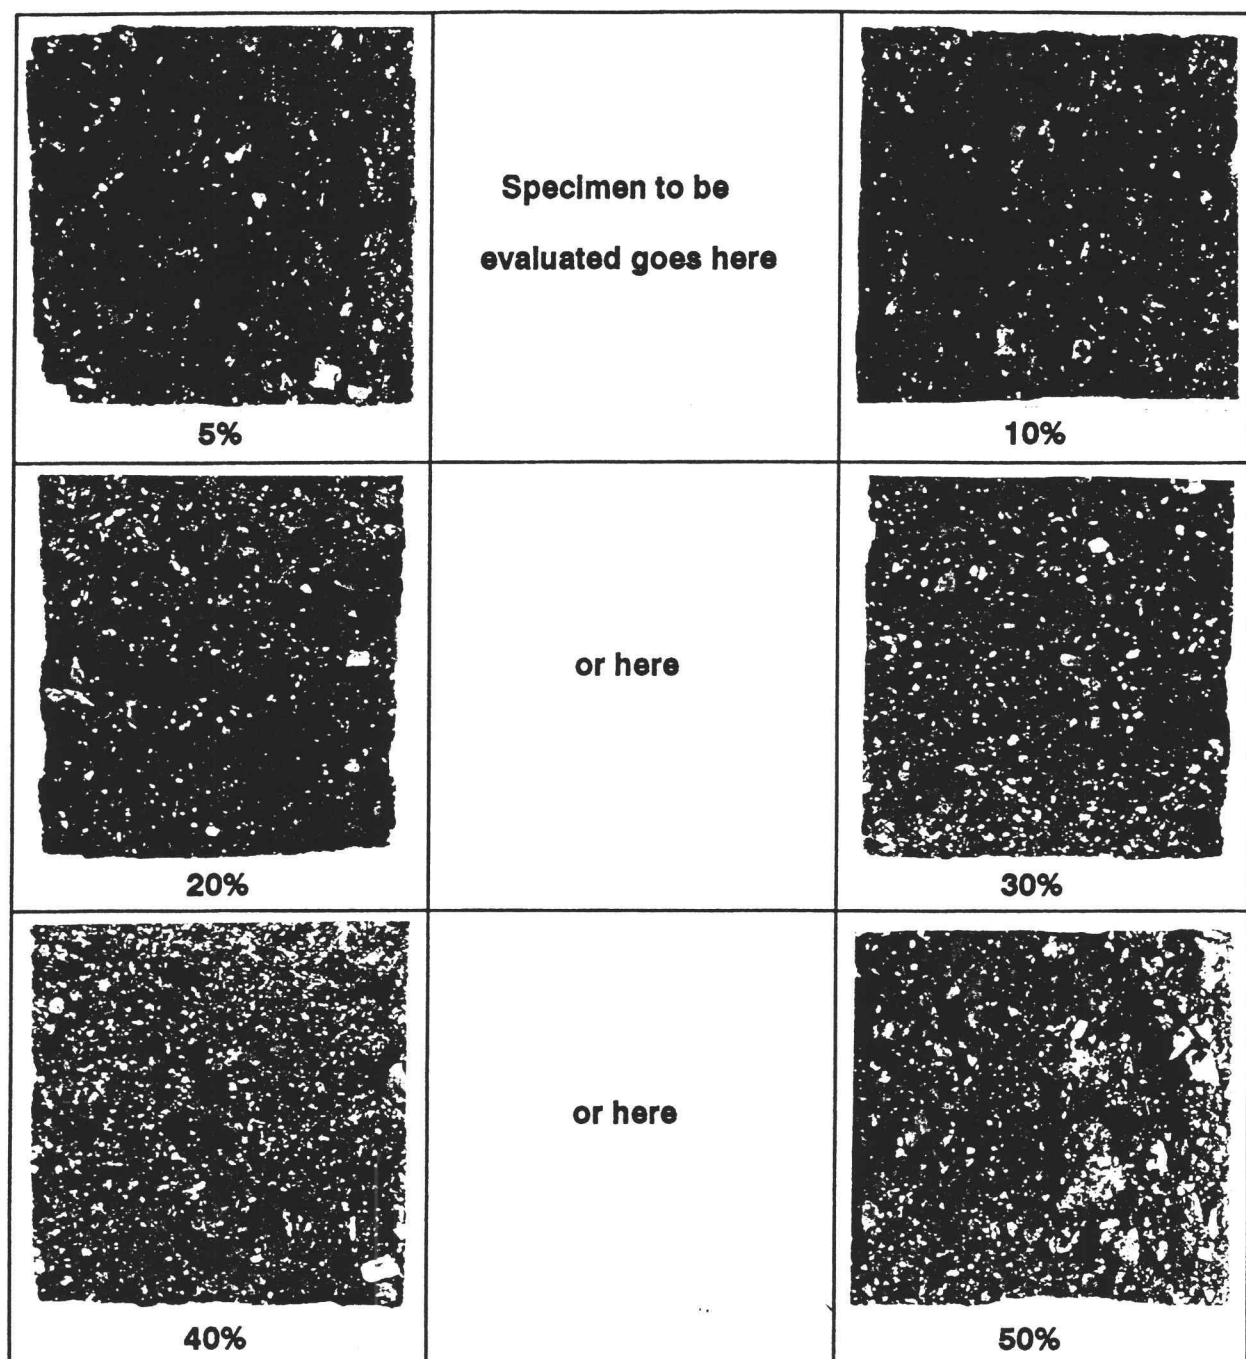 Specimen to be
evaluated goes here
5%
10%
or here
20%
30%
or here
40%
50%